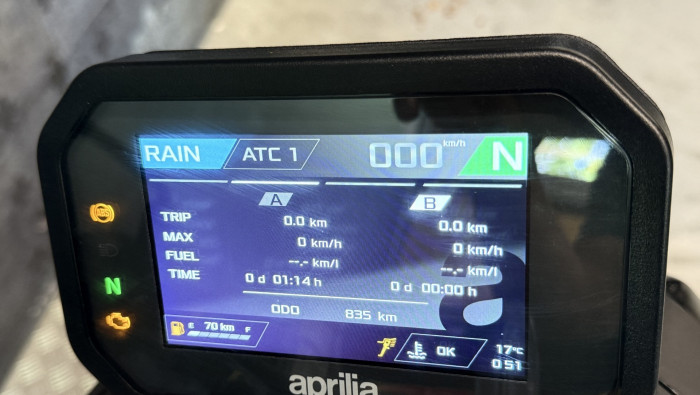 RAIN ATC 1 000 km/h N
A B
TRIP 0.0 km 0.0 km
MAX 0 km/h 0 km/h
FUEL --.- km/l --.- km/l
TIME 0 d 01:14 h 0 d 00:00 h
ODO 835 km
E 70 km F
OK 17°C
0:51
ABS
N
aprilia